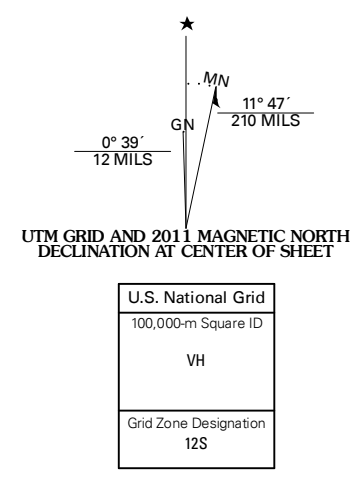 MN
11° 47´
210 MILS
GN
0° 39´
12 MILS
UTM GRID AND 2011 MAGNETIC NORTH
DECLINATION AT CENTER OF SHEET
U.S. National Grid
100,000-m Square ID
VH
Grid Zone Designation
12S